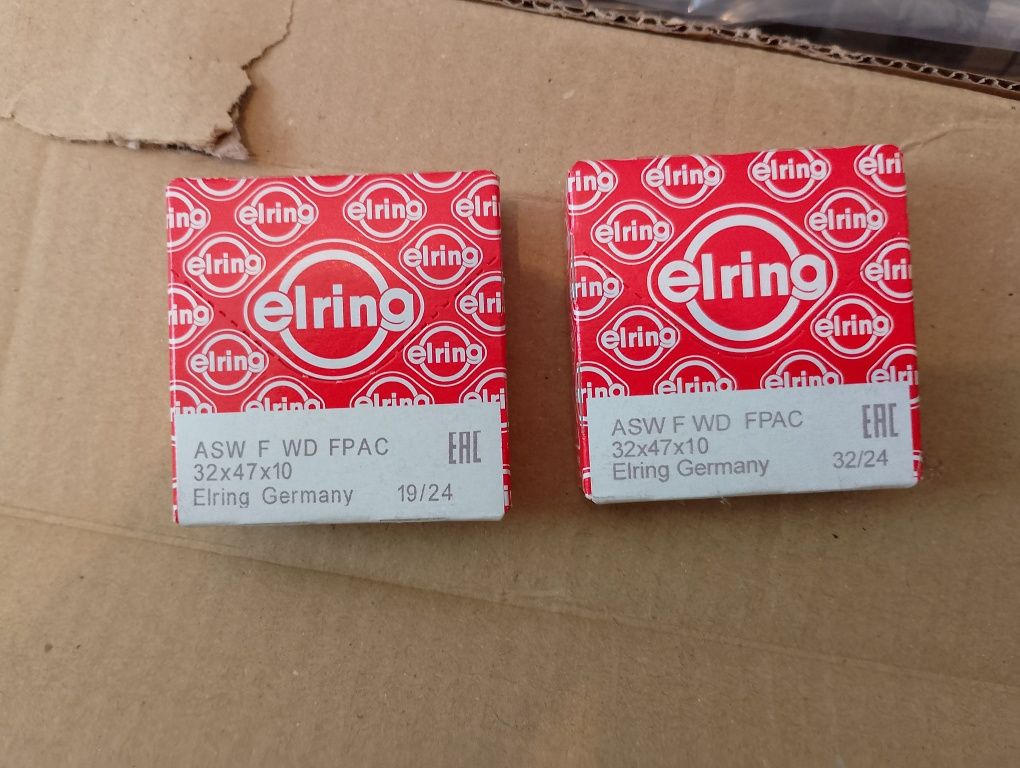 elring
ASW F WD FPAC
32x47x10
Elring Germany 19/24
EAC
elring
ASW F WD FPAC
32x47x10
Elring Germany 32/24
EAC